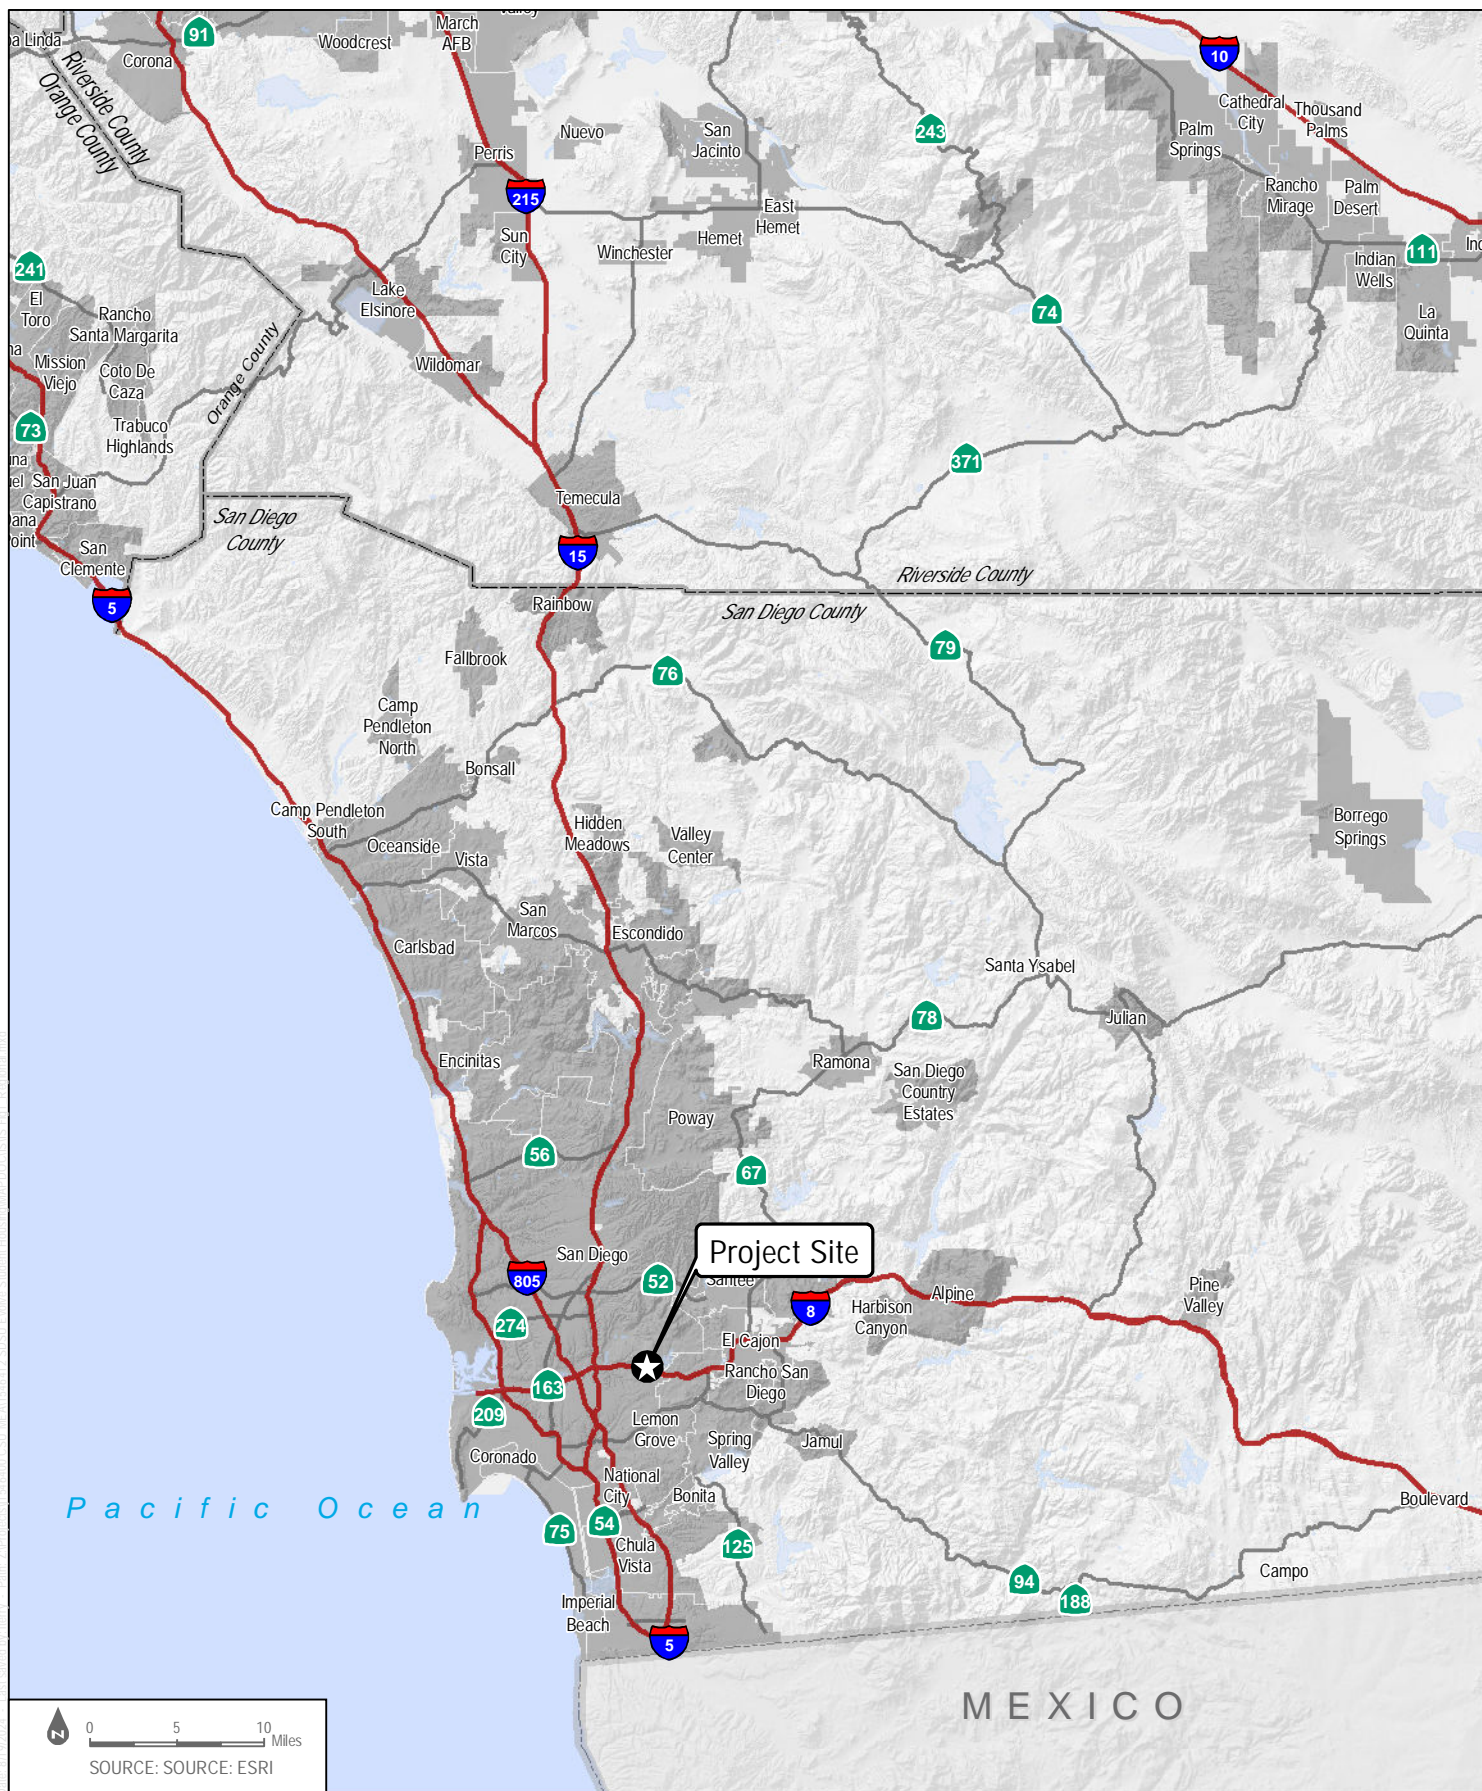 Valley
March
AFB
91
Woodcrest
ba Linda
Corona
10
Riverside County
Orange County
Cathedral
City
Thousand
Palms
243
Nuevo
San
Jacinto
Palm
Springs
Perris
215
Rancho
Mirage
Palm
Desert
East
Hemet
Hemet
Sun
City
Winchester
111
Indian
Wells
241
El
Toro
Lake
Elsinore
74
La
Quinta
Rancho
Santa Margarita
Mission
Viejo
Coto De
Caza
Orange County
Wildomar
73
Trabuco
Highlands
371
San Juan
Capistrano
Temecula
San Diego
County
San
Clemente
15
Riverside County
5
Rainbow
San Diego County
79
Fallbrook
76
Camp
Pendleton
North
Bonsall
Camp Pendleton
South
Hidden
Meadows
Valley
Center
Borrego
Springs
Oceanside
Vista
San
Marcos
Escondido
Carlsbad
Santa Ysabel
78
Julian
Encinitas
Ramona
San Diego
Country
Estates
Poway
56
67
Project Site
San Diego
805
52
Santee
8
Alpine
Pine
Valley
Harbison
Canyon
274
El Cajon
Rancho San
Diego
163
209
Lemon
Grove
Spring
Valley
Jamul
Coronado
National
City
Bonita
Boulevard
Pacific Ocean
75
54
Chula
Vista
125
94
188
Campo
Imperial
Beach
5
MEXICO
N
0 5 10
Miles
SOURCE: SOURCE: ESRI